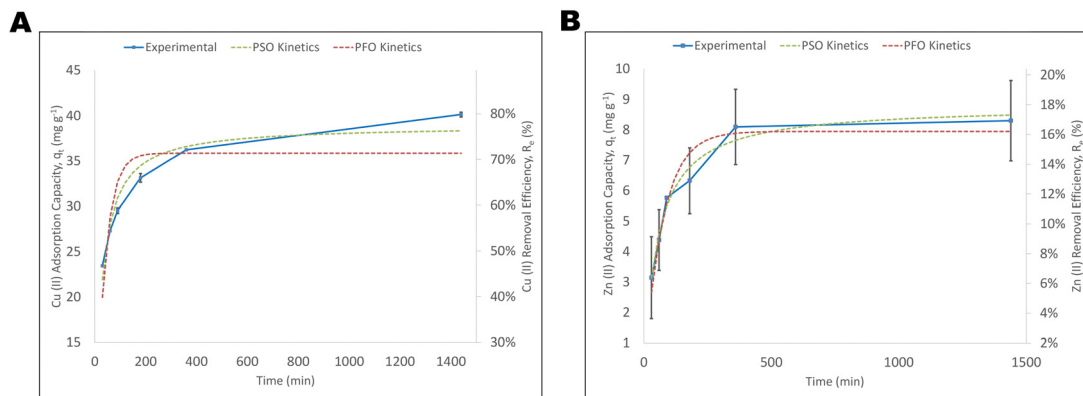 A
Experimental PSO Kinetics PFO Kinetics
Cu (II) Adsorption Capacity, qt (mg g-1)
45
40
35
30
25
20
15
0 200 400 600 800 1000 1200 1400
Time (min)
80%
70%
60%
50%
40%
30%
Cu (II) Removal Efficiency, Re (%)
B
Experimental PSO Kinetics PFO Kinetics
Zn (II) Adsorption Capacity, qt (mg g-1)
10
9
8
7
6
5
4
3
2
1
0 500 1000 1500
Time (min)
20%
18%
16%
14%
12%
10%
8%
6%
4%
2%
Zn (II) Removal Efficiency, Re (%)